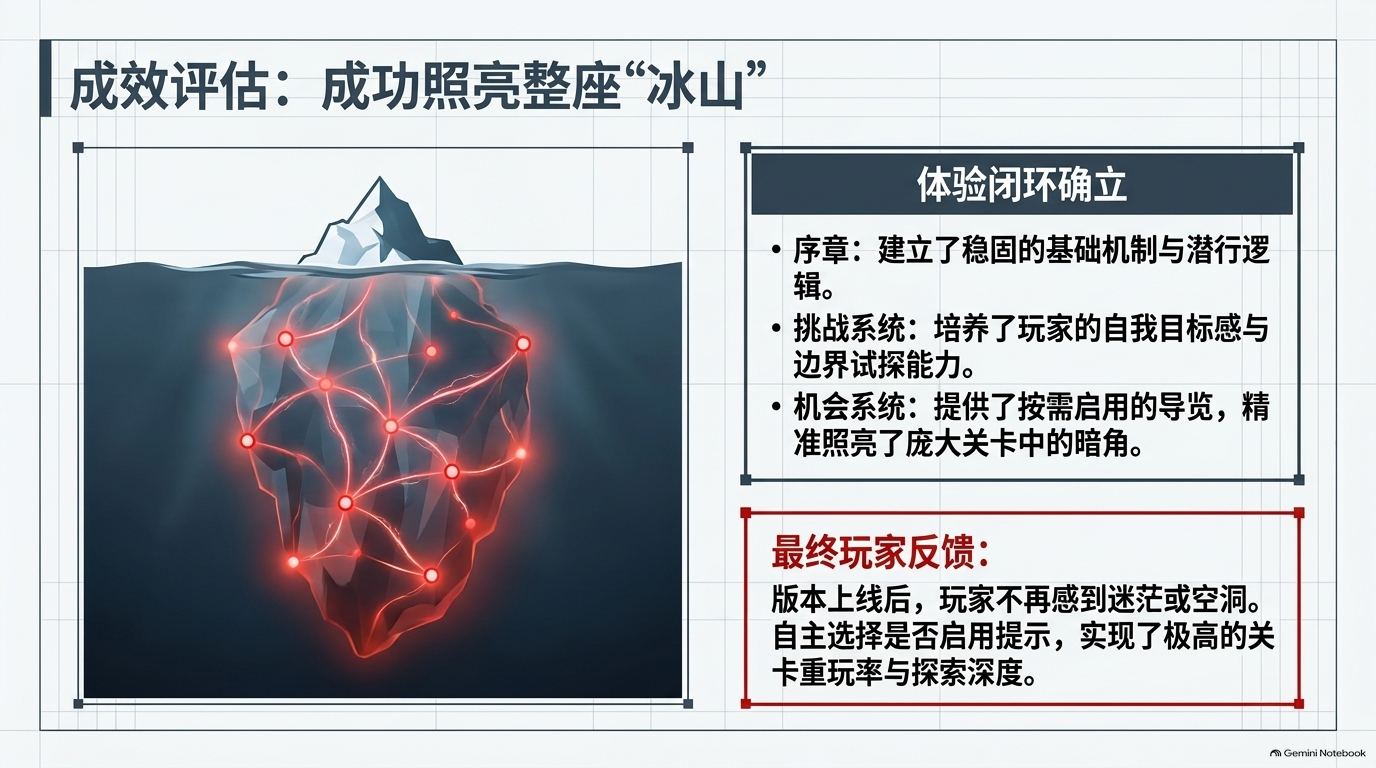 成效评估：成功照亮整座“冰山”
体验闭环确立
• 序章：建立了稳固的基础机制与潜行逻
辑。
• 挑战系统：培养了玩家的自我目标感与
边界试探能力。
• 机会系统：提供了按需启用的导览，精
准照亮了庞大关卡中的暗角。
最终玩家反馈：
版本上线后，玩家不再感到迷茫或空洞。
自主选择是否启用提示，实现了极高的关
卡重玩率与探索深度。
Gemini Notebook